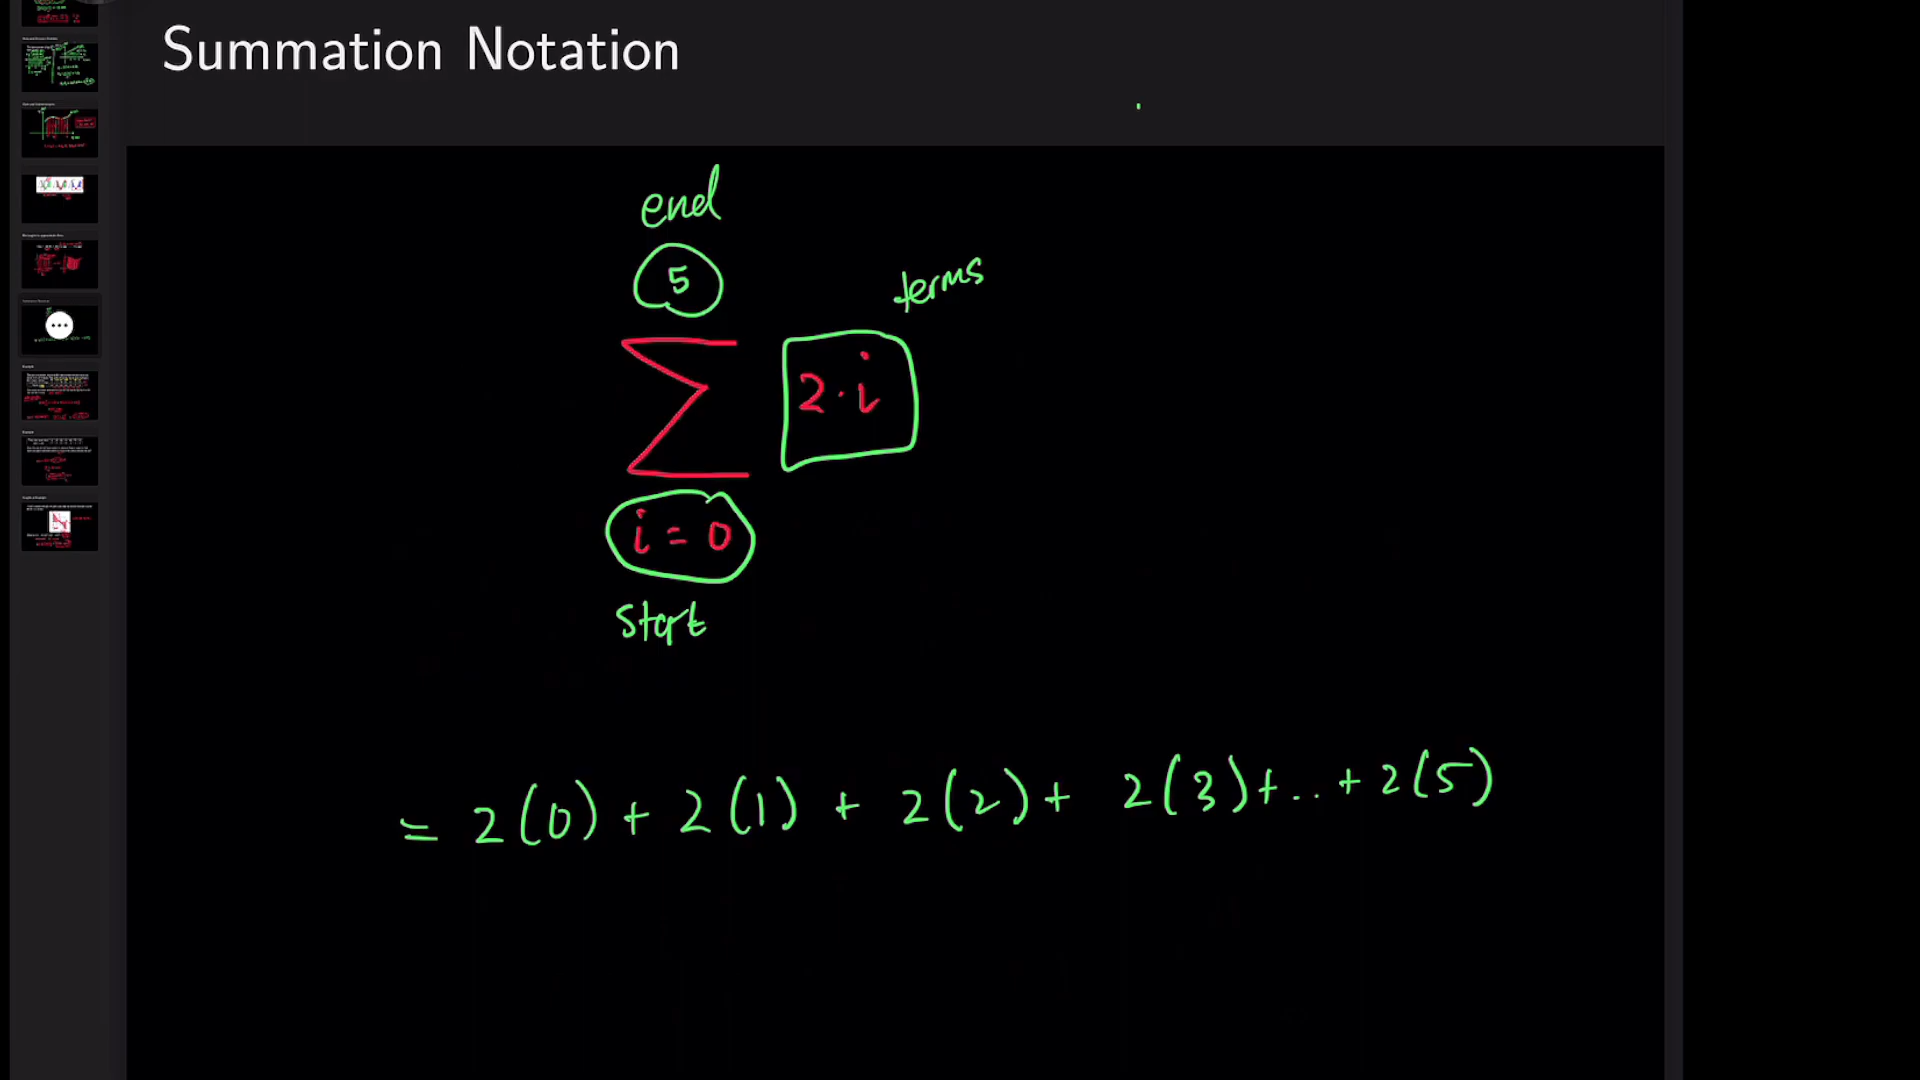 Summation Notation
end
5
terms
∑ 2·i
i = 0
start
= 2(0) + 2(1) + 2(2) + 2(3) + .. + 2(5)